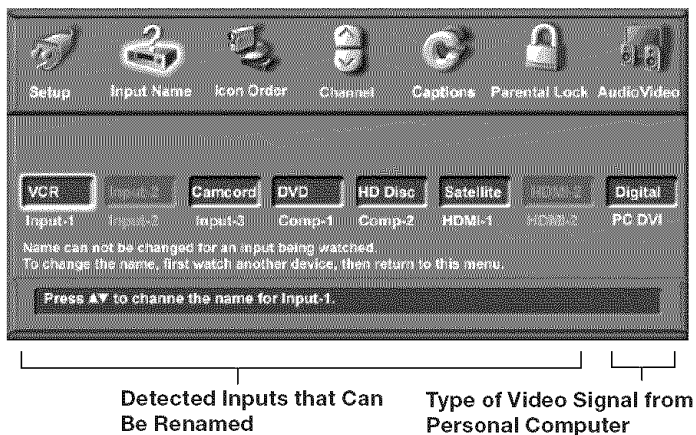 Setup Input Name Icon Order Channel Captions Parental Lock AudioVideo
VCR Input-2 Camcord DVD HD Disc Satellite HDMI-2 Digital
Input-1 Input-2 Input-3 Comp-1 Comp-2 HDMI-1 HDMI-2 PC DVI
Name can not be changed for an input being watched.
To change the name, first watch another device, then return to this menu.
Press ▲▼ to channe the name for Input-1.
Detected Inputs that Can Be Renamed
Type of Video Signal from Personal Computer